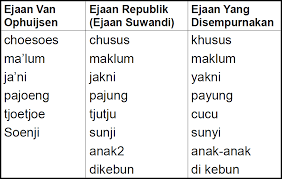 Ejaan Van Ophuijsen | Ejaan Republik (Ejaan Suwandi) | Ejaan Yang Disempurnakan
choesoes | chusus | khusus
ma'lum | maklum | maklum
ja'ni | jakni | yakni
pajoeng | pajung | payung
tjoetjoe | tjutju | cucu
Soenji | sunji | sunyi
anak2 | anak-anak
dikebun | di kebun